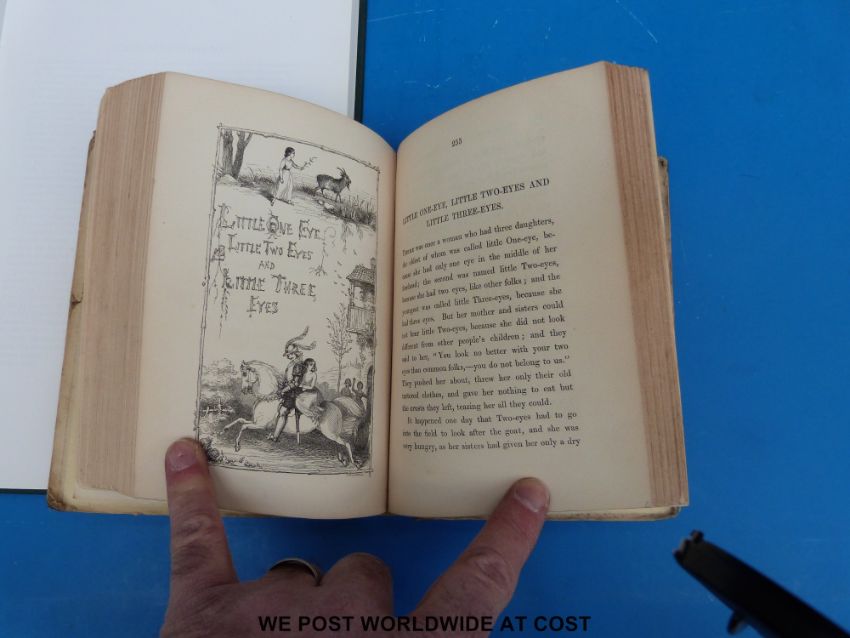 LITTLE ONE EYE,
LITTLE TWO EYES
AND
LITTLE THREE
EYES
255
LITTLE ONE-EYE, LITTLE TWO-EYES AND
LITTLE THREE-EYES.
THERE was once a woman who had three daughters,
the oldest of whom was called little One-eye, be-
cause she had only one eye in the middle of her
forehead; the second was named little Two-eyes,
because she had two eyes, like other folks; and the
youngest was called little Three-eyes, because she
had three eyes. But her mother and sisters could
not bear little Two-eyes, because she did not look
different from other people's children; and they
said to her, "You look no better with your two
eyes than common folks,—you do not belong to us."
They pushed her about, threw her only their old
tattered clothes, and gave her nothing to eat but
the crusts they left, teazing her all they could.
It happened one day that Two-eyes had to go
into the field to look after the goat, and she was
very hungry, as her sisters had given her only a dry
WE POST WORLDWIDE AT COST